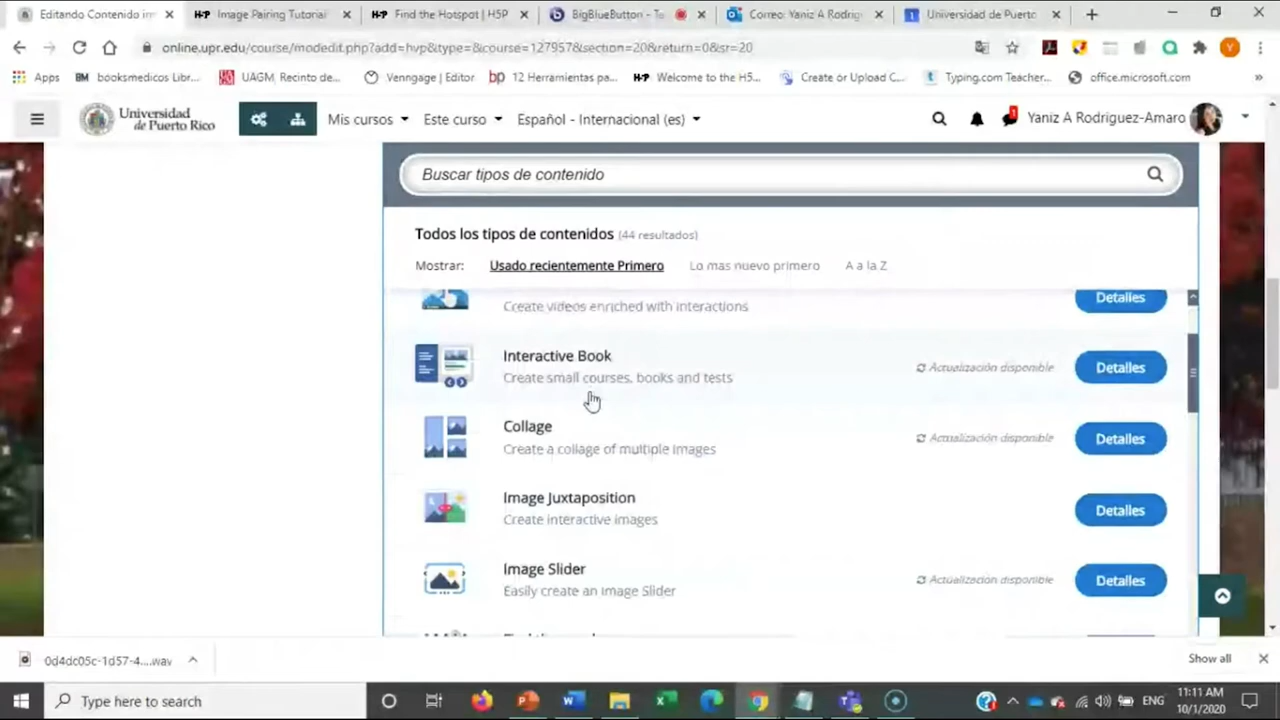 Editando Contenido in
H5P Image Pairing Tutorial
H5P Find the Hotspot | H5P
BigBlueButton - To
Correo: Yaniz A Rodrig
Universidad de Puerto
online.upr.edu/course/modedit.php?add=hvp&type=&course=127957&section=20&return=0&sr=20
Y
Apps
BM booksmedicos Libr...
UAGM. Recinto de...
Venngage | Editor
bp 12 Herramientas pa...
H5P Welcome to the H5...
Create or Upload C...
Typing.com Teacher...
office.microsoft.com
»
Universidad de Puerto Rico
Mis cursos
Este curso
Español - Internacional (es)
1
Yaniz A Rodriguez-Amaro
Buscar tipos de contenido
Todos los tipos de contenidos (44 resultados)
Mostrar: Usado recientemente Primero Lo mas nuevo primero A a la Z
Create videos enriched with interactions
Detalles
Interactive Book
Create small courses, books and tests
Actualización disponible
Detalles
Collage
Create a collage of multiple images
Actualización disponible
Detalles
Image Juxtaposition
Create interactive images
Detalles
Image Slider
Easily create an Image Slider
Actualización disponible
Detalles
0d4dc05c-1d57-4....wav
Show all
Type here to search
ENG
11:11 AM
10/1/2020